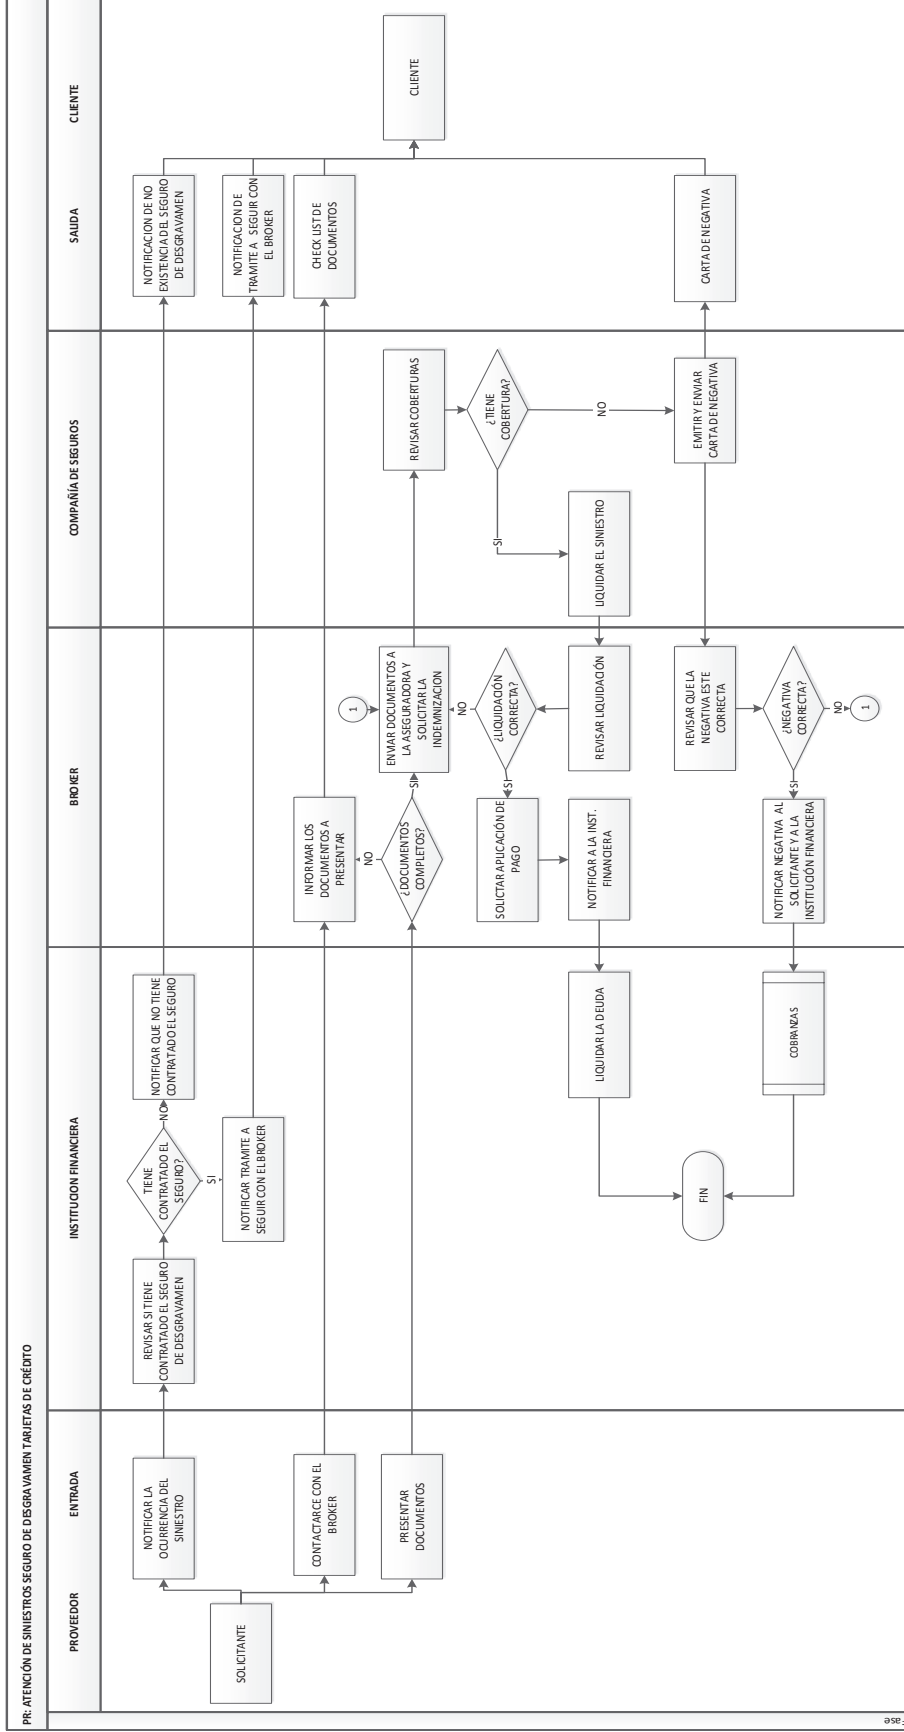 PR: ATENCIÓN DE SINIESTROS SEGURO DE DESGRAVAMEN TARJETAS DE CRÉDITO
PROVEEDOR
ENTRADA
INSTITUCION FINANCIERA
BROKER
COMPAÑÍA DE SEGUROS
SALIDA
CLIENTE
Fase
SOLICITANTE
NOTIFICAR LA
OCURRENCIA DEL
SINIESTRO
REVISAR SI TIENE
CONTRATADO EL SEGURO
DE DESGRAVAMEN
TIENE
CONTRATADO EL
SEGURO?
NO
NOTIFICAR QUE NO TIENE
CONTRATADO EL SEGURO
NOTIFICACION DE NO
EXISTENCIA DEL SEGURO
DE DESGRAVAMEN
SI
NOTIFICAR TRAMITE A
SEGUIR CON EL BROKER
NOTIFICACION DE
TRAMITE A SEGUIR CON
EL BROKER
CONTACTARCE CON EL
BROKER
INFORMAR LOS
DOCUMENTOS A
PRESENTAR
CHECK LIST DE
DOCUMENTOS
CLIENTE
PRESENTAR
DOCUMENTOS
NO
¿DOCUMENTOS
COMPLETOS?
SI
1
ENVIAR DOCUMENTOS A
LA ASEGURADORA Y
SOLICITAR LA
INDEMNIZACION
REVISAR COBERTURAS
¿TIENE
COBERTURA?
NO
SI
LIQUIDAR EL SINIESTRO
REVISAR LIQUIDACIÓN
¿LIQUIDACIÓN
CORRECTA?
NO
SI
SOLICTAR APLICACIÓN DE
PAGO
NOTIFICAR A LA INST.
FINANCIERA
LIQUIDAR LA DEUDA
FIN
EMITIR Y ENVIAR
CARTA DE NEGATIVA
CARTA DE NEGATIVA
REVISAR QUE LA
NEGATIVA ESTE
CORRECTA
¿NEGATIVA
CORRECTA?
NO
1
SI
NOTIFICAR NEGATIVA AL
SOLICITANTE Y A LA
INSTITUCIÓN FINANCIERA
COBRANZAS